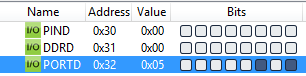 Name Address Value Bits
I/O PIND 0x30 0x00
I/O DDRD 0x31 0x00
I/O PORTD 0x32 0x05